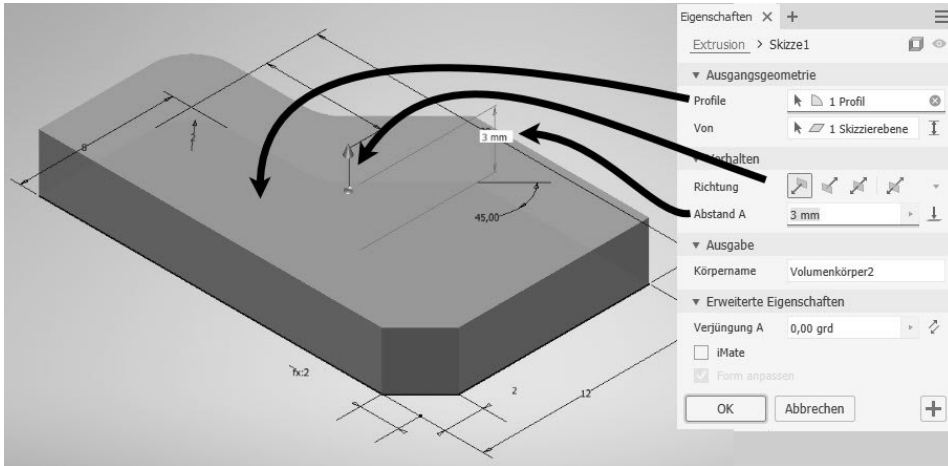 Eigenschaften × +
Extrusion > Skizze1
▼ Ausgangsgeometrie
Profile 1 Profil
Von 1 Skizzierebene
▼ Verhalten
Richtung
Abstand A 3 mm
▼ Ausgabe
Körpername Volumenkörper2
▼ Erweiterte Eigenschaften
Verjüngung A 0,00 grd
iMate
Form anpassen
OK Abbrechen +
8
2
3 mm
45,00
fx:2
2
12